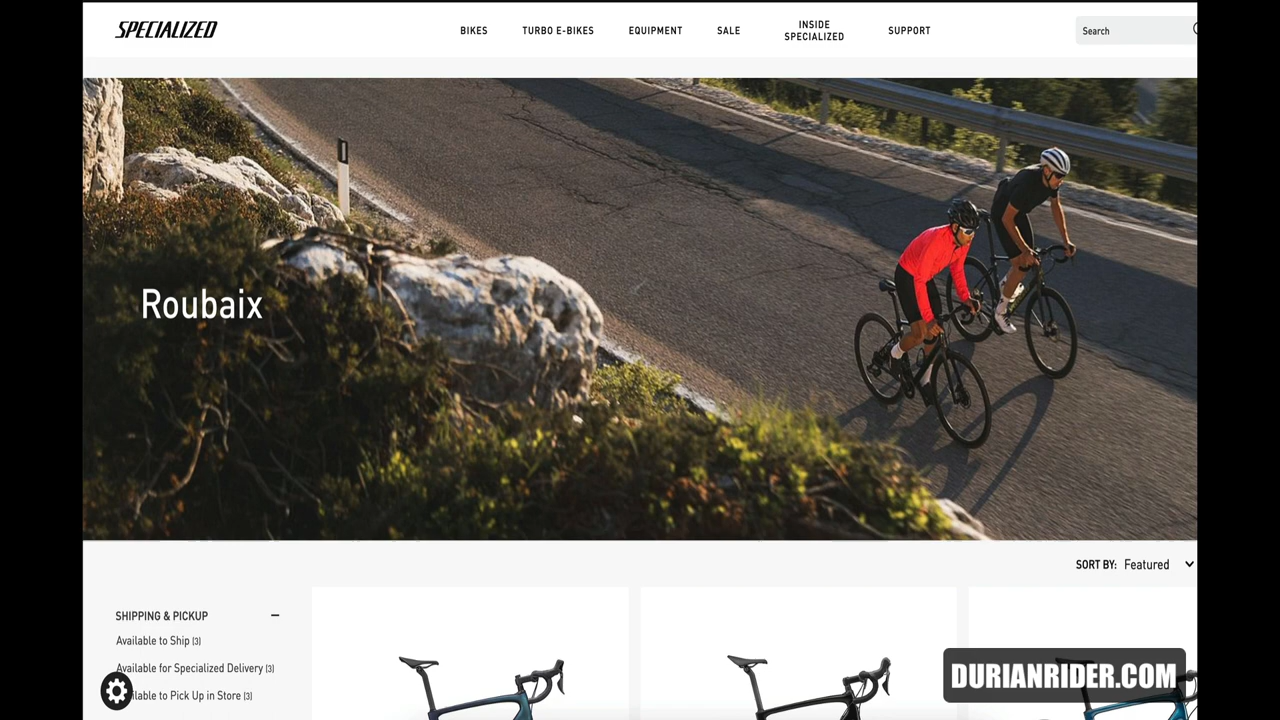 SPECIALIZED
BIKES
TURBO E-BIKES
EQUIPMENT
SALE
INSIDE
SPECIALIZED
SUPPORT
Search
Roubaix
SORT BY: Featured
SHIPPING & PICKUP
Available to Ship (3)
Available for Specialized Delivery (3)
to Pick Up in Store (3)
DURIANRIDER.COM